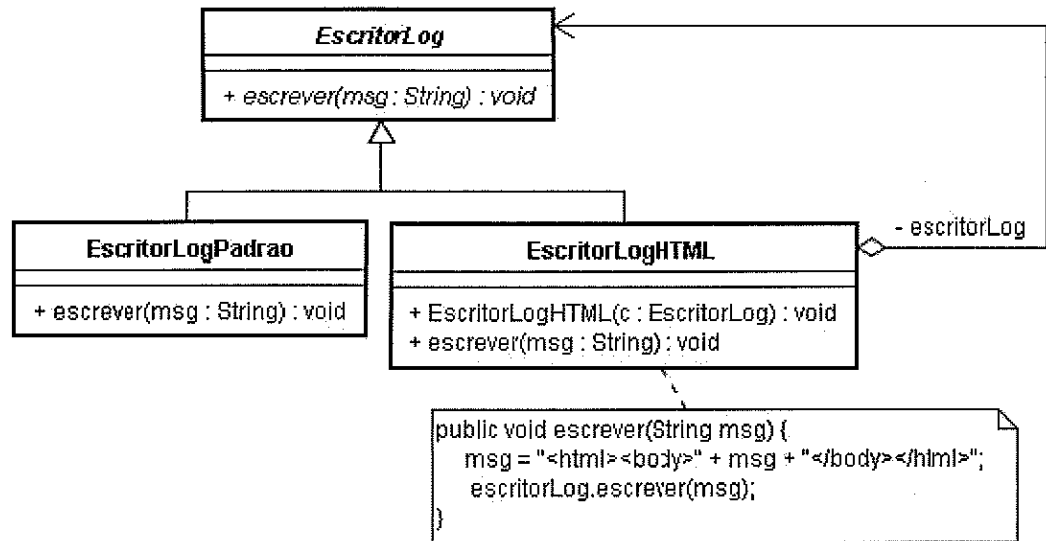 EscritorLog
+ escrever(msg : String) : void
EscritorLogPadrao
+ escrever(msg : String) : void
EscritorLogHTML
+ EscritorLogHTML(c : EscritorLog) : void
+ escrever(msg : String) : void
- escritorLog
public void escrever(String msg) {
msg = "<html><body>" + msg + "</body></html>";
escritorLog.escrever(msg);
}